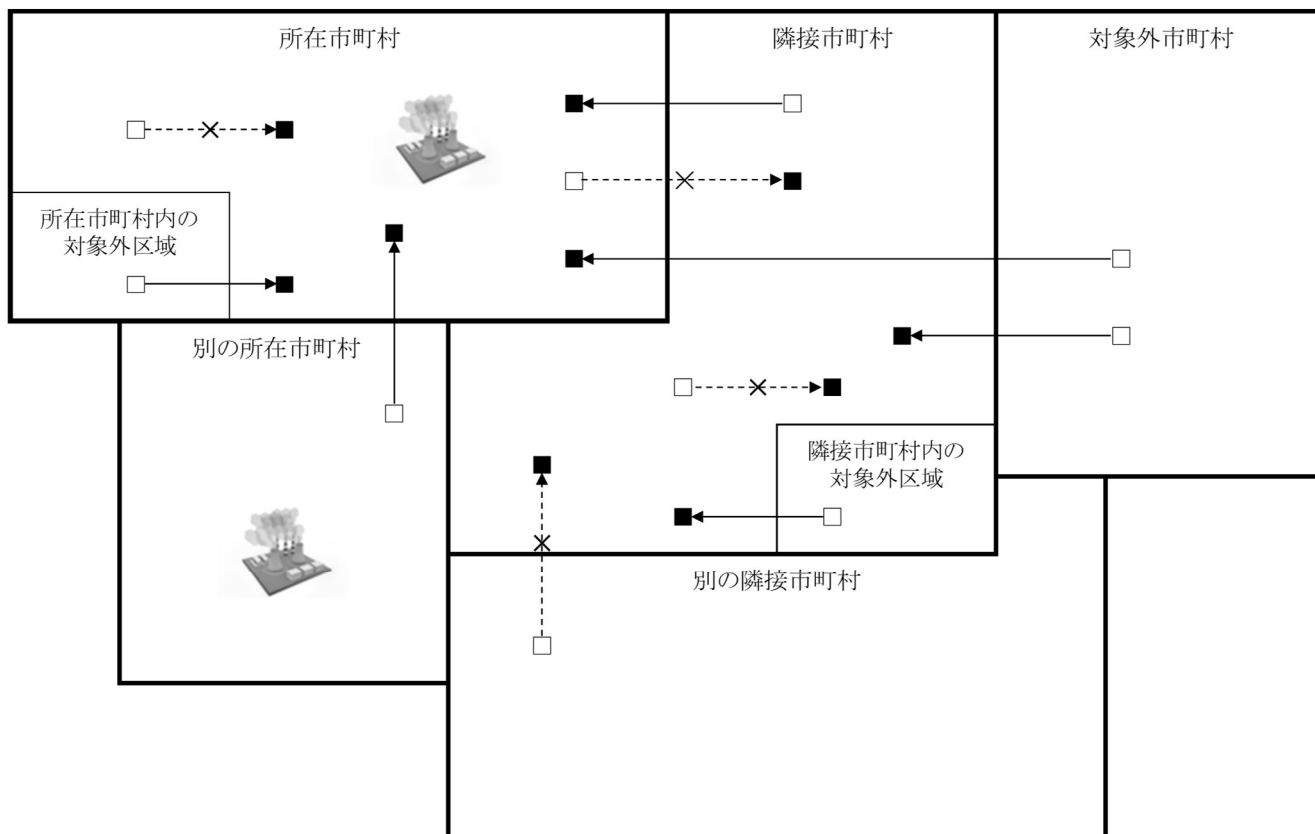 所在市町村
隣接市町村
対象外市町村
所在市町村内の
対象外区域
別の所在市町村
隣接市町村内の
対象外区域
別の隣接市町村